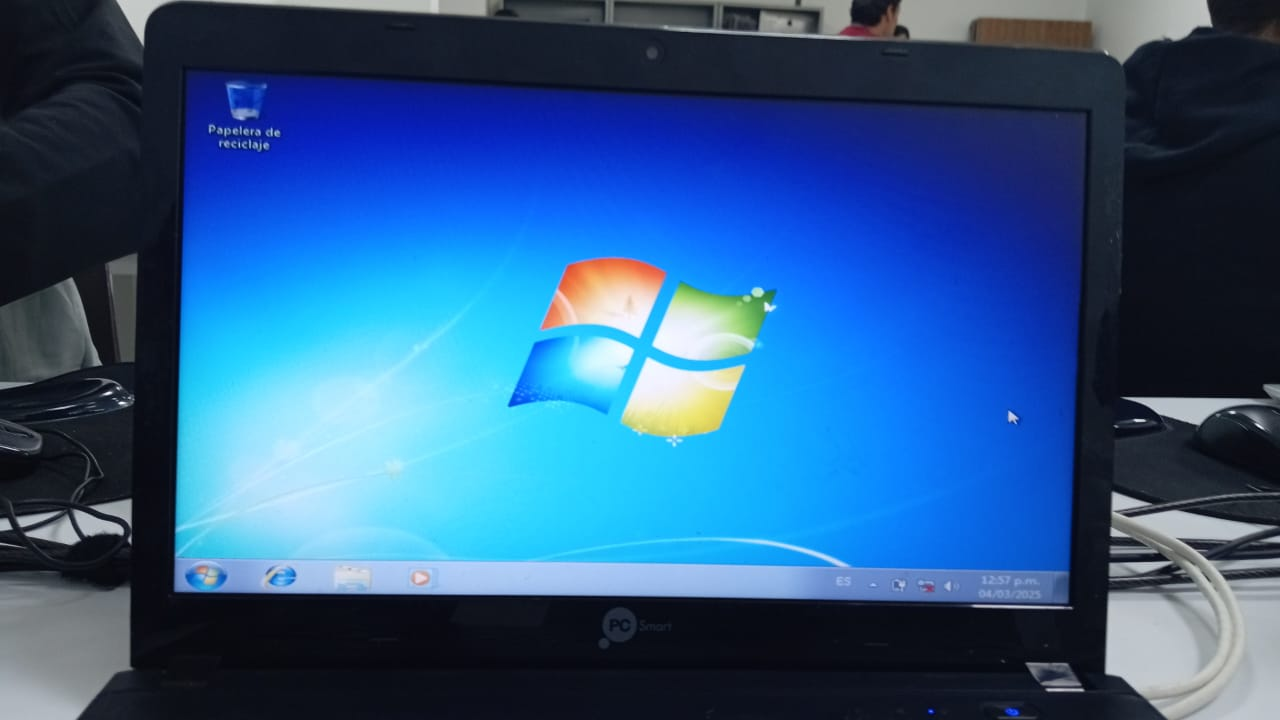 Papelera de
reciclaje
ES
12:57 p.m.
04/03/2025
PC Smart